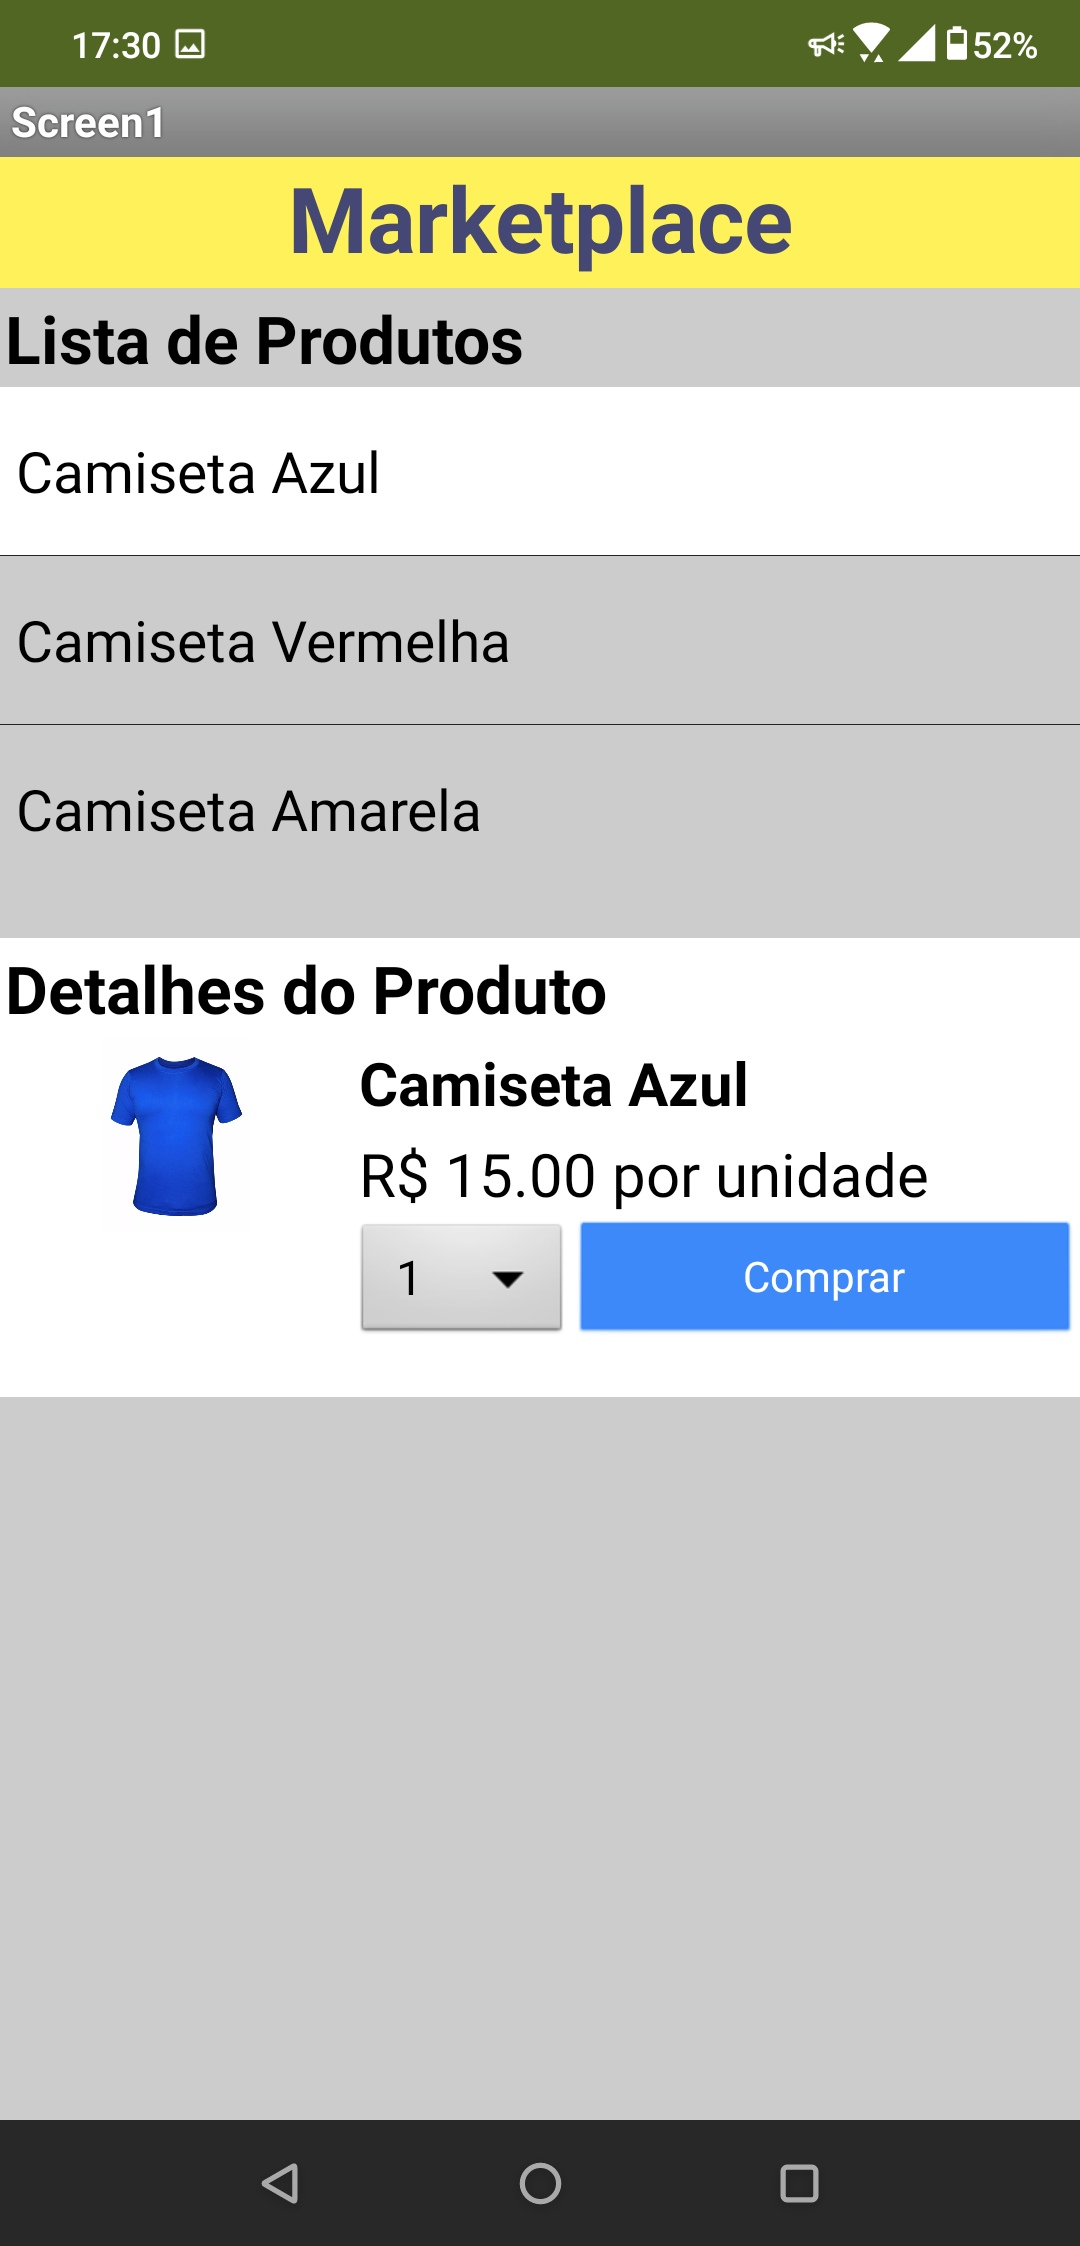 17:30 52%
Screen1
Marketplace
Lista de Produtos
Camiseta Azul
Camiseta Vermelha
Camiseta Amarela
Detalhes do Produto
Camiseta Azul
R$ 15.00 por unidade
1 Comprar